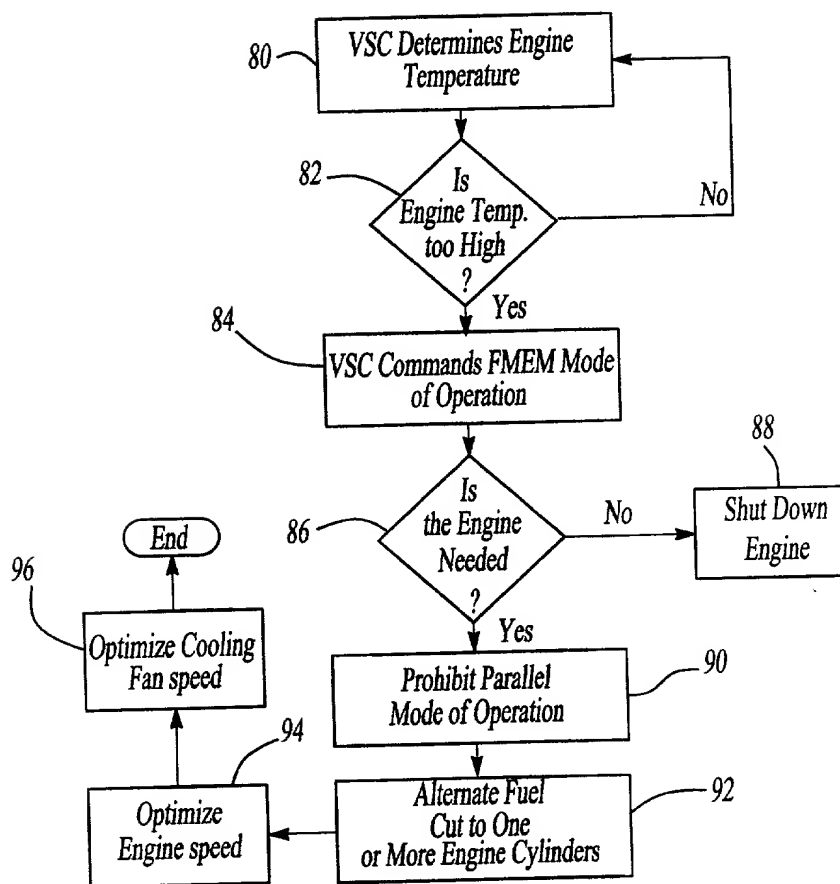 80
VSC Determines Engine
Temperature
82
Is
Engine Temp.
too High
?
No
Yes
84
VSC Commands FMEM Mode
of Operation
86
Is
the Engine
Needed
?
No
88
Shut Down
Engine
Yes
90
Prohibit Parallel
Mode of Operation
92
Alternate Fuel
Cut to One
or More Engine Cylinders
94
Optimize
Engine speed
96
Optimize Cooling
Fan speed
End